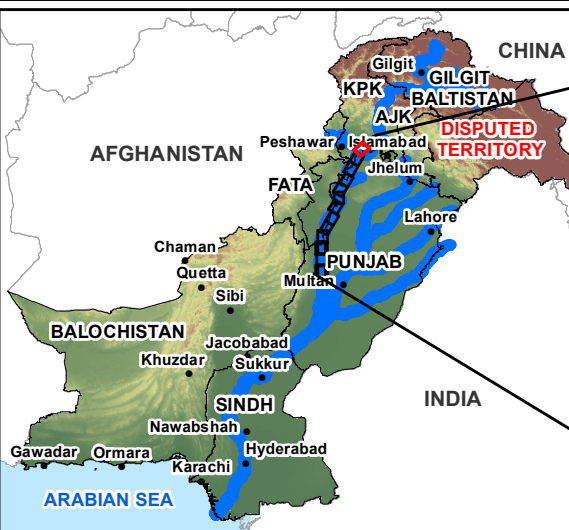 CHINA
Gilgit
GILGIT
BALTISTAN
KPK
AJK
DISPUTED
TERRITORY
Peshawar
Islamabad
AFGHANISTAN
Jhelum
FATA
Lahore
Chaman
PUNJAB
Quetta
Multan
Sibi
BALOCHISTAN
Jacobabad
Khuzdar
Sukkur
INDIA
SINDH
Nawabshah
Gawadar
Ormara
Hyderabad
Karachi
ARABIAN SEA